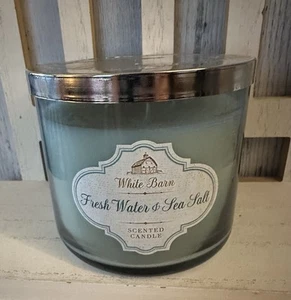 White Barn
Fresh Water & Sea Salt
SCENTED
CANDLE